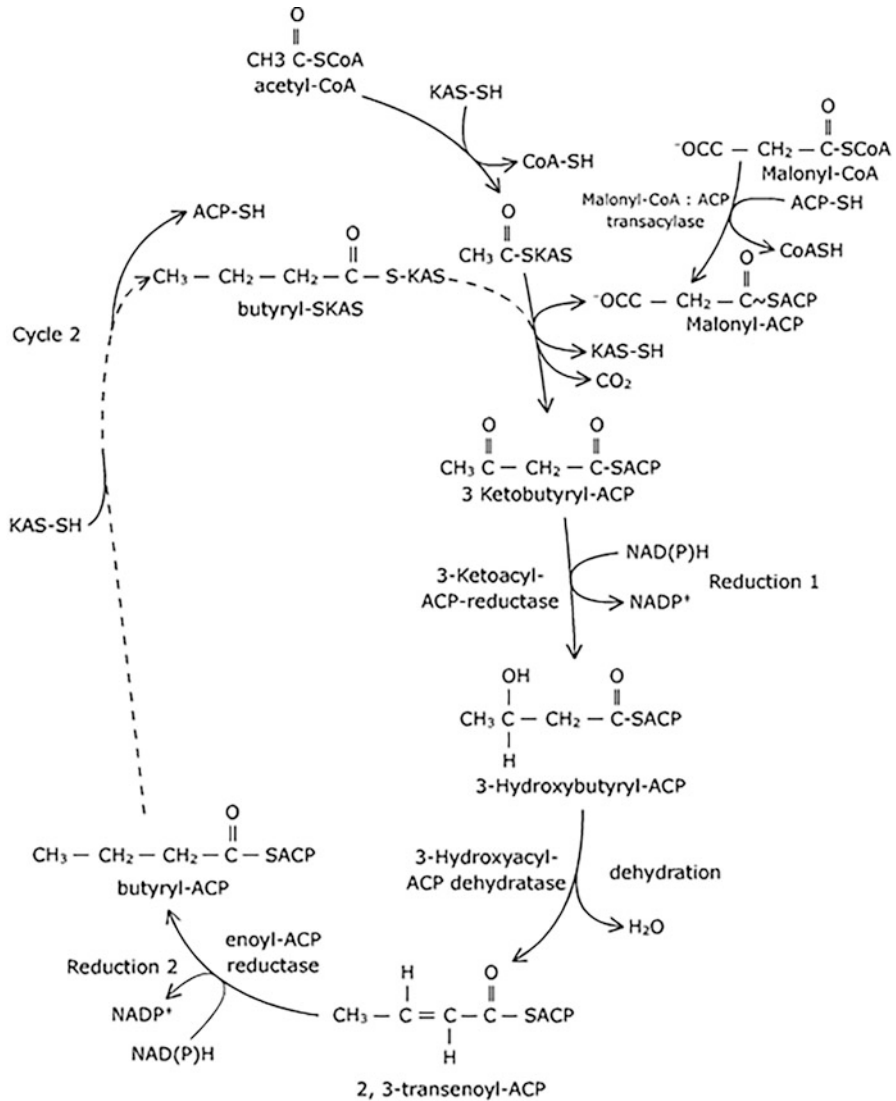 O
||
CH3 C-SCoA
acetyl-CoA
KAS-SH
CoA-SH
O
||
⁻OCC — CH₂ — C-SCoA
Malonyl-CoA
Malonyl-CoA : ACP
transacylase
ACP-SH
CoASH
ACP-SH
O
||
CH₃ C-SKAS
O
||
CH₃ — CH₂ — CH₂ — C — S-KAS
butyryl-SKAS
O
||
⁻OCC — CH₂ — C~SACP
Malonyl-ACP
Cycle 2
KAS-SH
CO₂
O O
|| ||
CH₃ C — CH₂ — C-SACP
3 Ketobutyryl-ACP
KAS-SH
3-Ketoacyl-
ACP-reductase
NAD(P)H
NADP⁺
Reduction 1
OH O
| ||
CH₃ C — CH₂ — C-SACP
|
H
3-Hydroxybutyryl-ACP
O
||
CH₃ — CH₂ — CH₂ — C — SACP
butyryl-ACP
3-Hydroxyacyl-
ACP dehydratase
dehydration
H₂O
enoyl-ACP
reductase
Reduction 2
NADP⁺
NAD(P)H
H O
| ||
CH₃ — C = C — C — SACP
|
H
2, 3-transenoyl-ACP